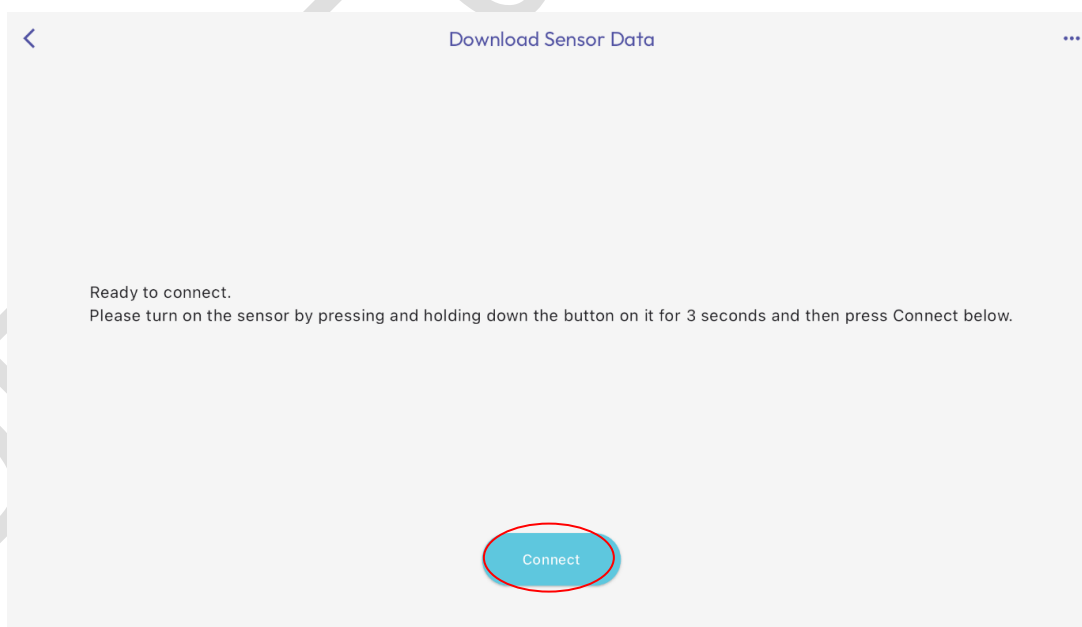 Download Sensor Data
Ready to connect.
Please turn on the sensor by pressing and holding down the button on it for 3 seconds and then press Connect below.
Connect